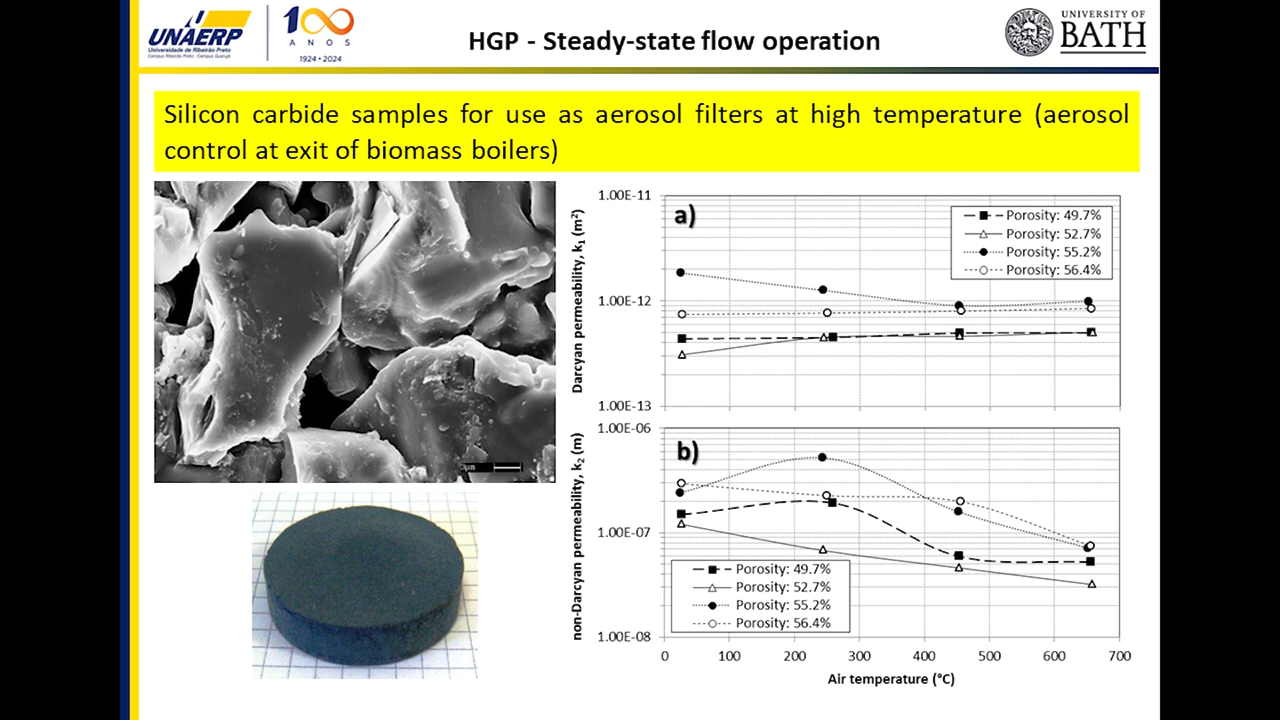 UNAERP
Universidade de Ribeirão Preto
Campus Ribeirão Preto - Campus Guarujá
100
ANOS
1924 • 2024
HGP - Steady-state flow operation
UNIVERSITY OF
BATH
Silicon carbide samples for use as aerosol filters at high temperature (aerosol
control at exit of biomass boilers)
a)
Darcyan permeability, k1 (m²)
1.00E-11
1.00E-12
1.00E-13
Porosity: 49.7%
Porosity: 52.7%
Porosity: 55.2%
Porosity: 56.4%
b)
non-Darcyan permeability, k2 (m)
1.00E-06
1.00E-07
1.00E-08
Porosity: 49.7%
Porosity: 52.7%
Porosity: 55.2%
Porosity: 56.4%
0 100 200 300 400 500 600 700
Air temperature (°C)